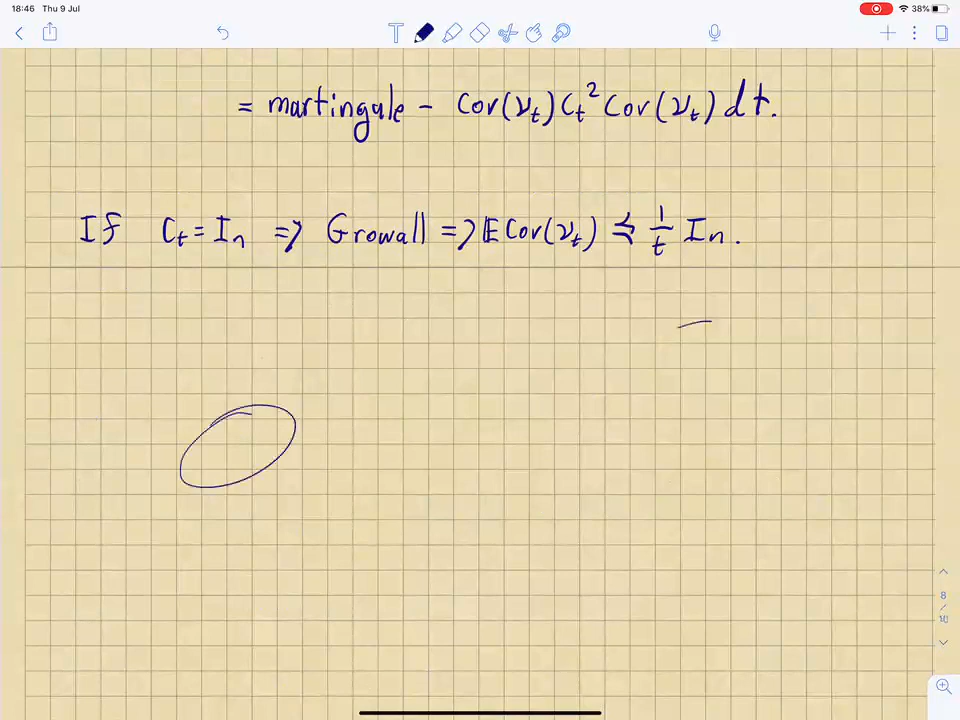 18:46 Thu 9 Jul 38%
= martingale - Cov(ν_t) C_t^2 Cov(ν_t) dt.
If C_t = I_n => Growall => 𝔼 Cov(ν_t) ≼ 1/t I_n.
8
/
10